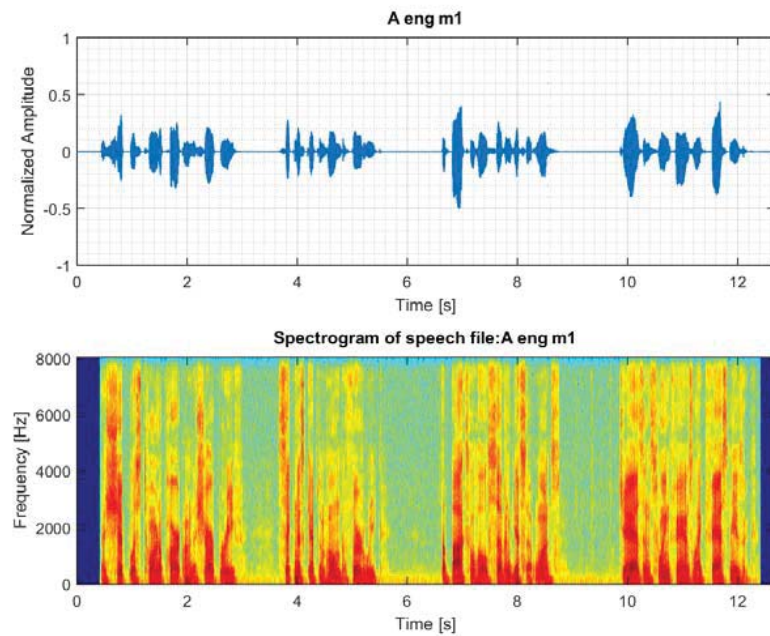 A eng m1
1
0.5
0
-0.5
-1
Normalized Amplitude
0 2 4 6 8 10 12
Time [s]
Spectrogram of speech file:A eng m1
8000
6000
4000
2000
0
Frequency [Hz]
0 2 4 6 8 10 12
Time [s]